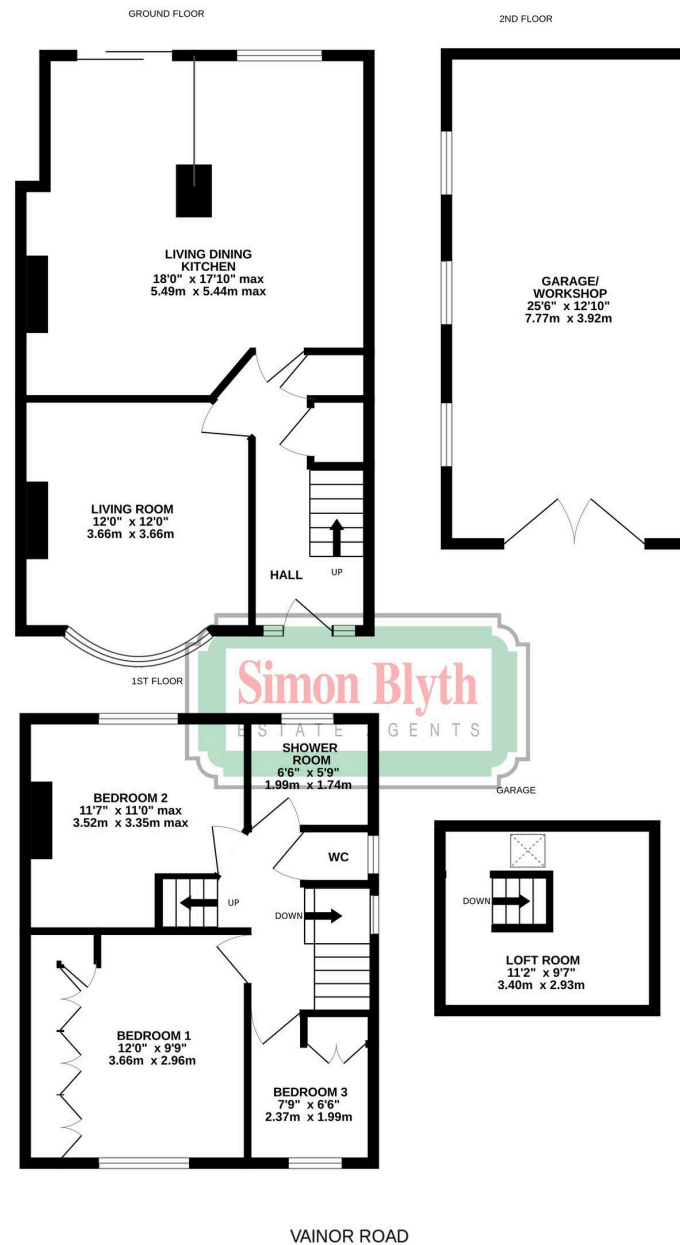 GROUND FLOOR
LIVING DINING
KITCHEN
18'0" x 17'10" max
5.49m x 5.44m max
LIVING ROOM
12'0" x 12'0"
3.66m x 3.66m
HALL
UP
2ND FLOOR
GARAGE/
WORKSHOP
25'6" x 12'10"
7.77m x 3.92m
1ST FLOOR
Simon Blyth
ESTATE AGENTS
SHOWER
ROOM
6'6" x 5'9"
1.99m x 1.74m
BEDROOM 2
11'7" x 11'0" max
3.52m x 3.35m max
WC
UP
DOWN
BEDROOM 1
12'0" x 9'9"
3.66m x 2.96m
BEDROOM 3
7'9" x 6'6"
2.37m x 1.99m
GARAGE
DOWN
LOFT ROOM
11'2" x 9'7"
3.40m x 2.93m
VAINOR ROAD